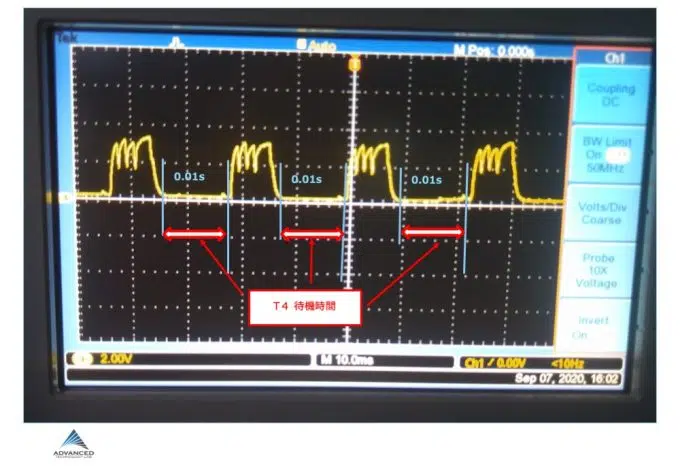 Tek
Auto
M Pos: 0.000s
Ch1
Coupling
DC
BW Limit
On
50MHz
Volts/Div
Coarse
Probe
10X
Voltage
Invert
On
0.01s
0.01s
0.01s
T4 待機時間
2.00V
M 10.0ms
Ch1 / 0.00V
<10Hz
Sep 07, 2020, 16:02
ADVANCED